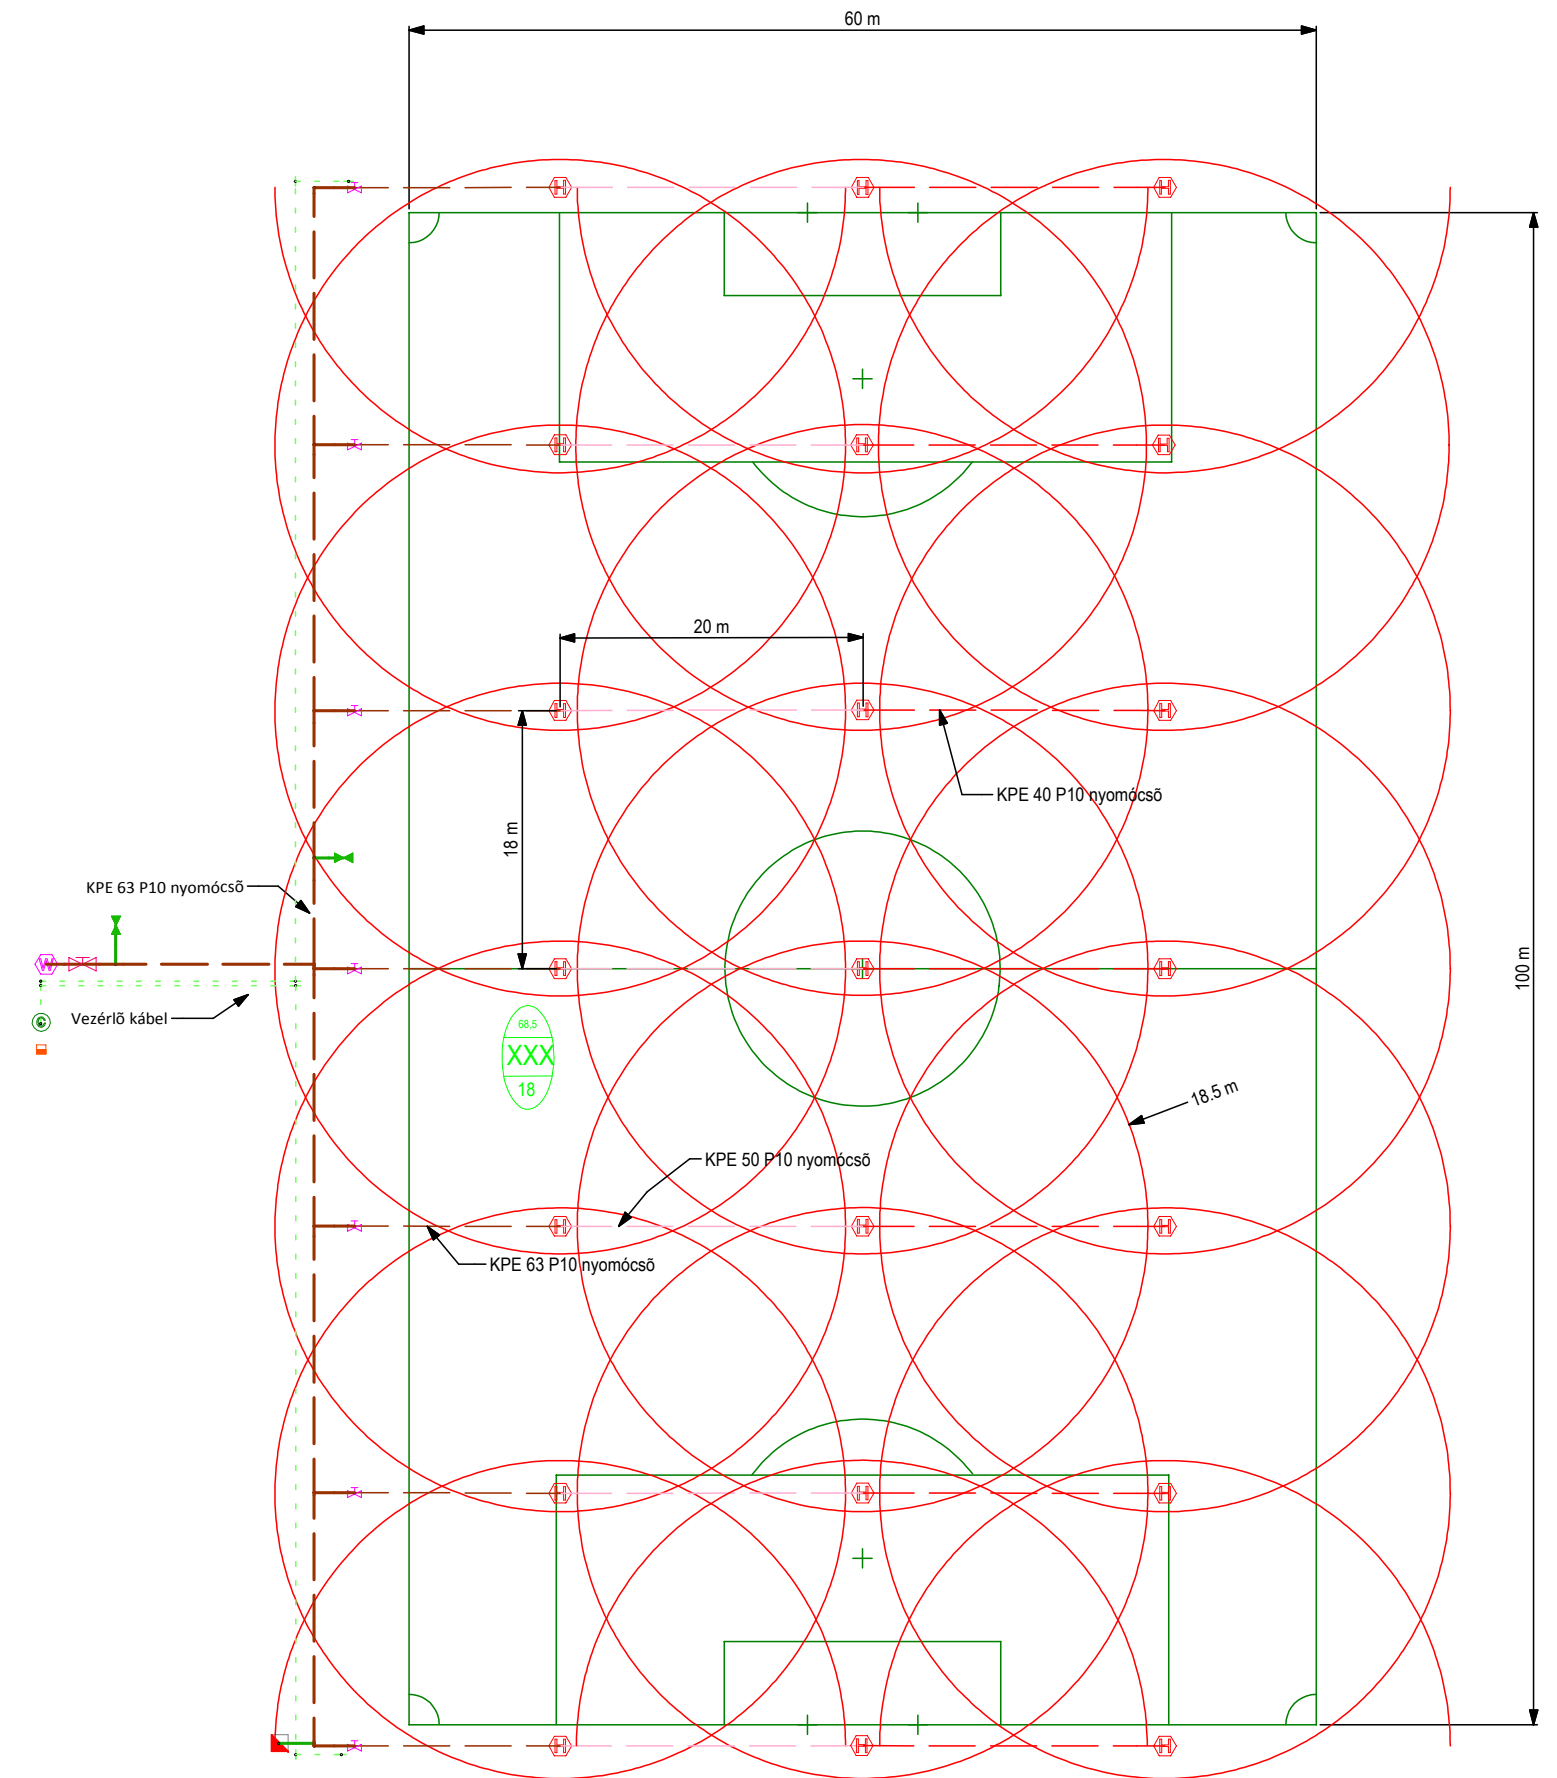 60 m
H H H
H H H
20 m
H H H
KPE 40 P10 nyomócsõ
18 m
KPE 63 P10 nyomócsõ
W
H H H
100 m
Vezérlõ kábel
C
68,5
XXX
18
18.5 m
KPE 50 P10 nyomócsõ
H H H
KPE 63 P10 nyomócsõ
H H H
H H H